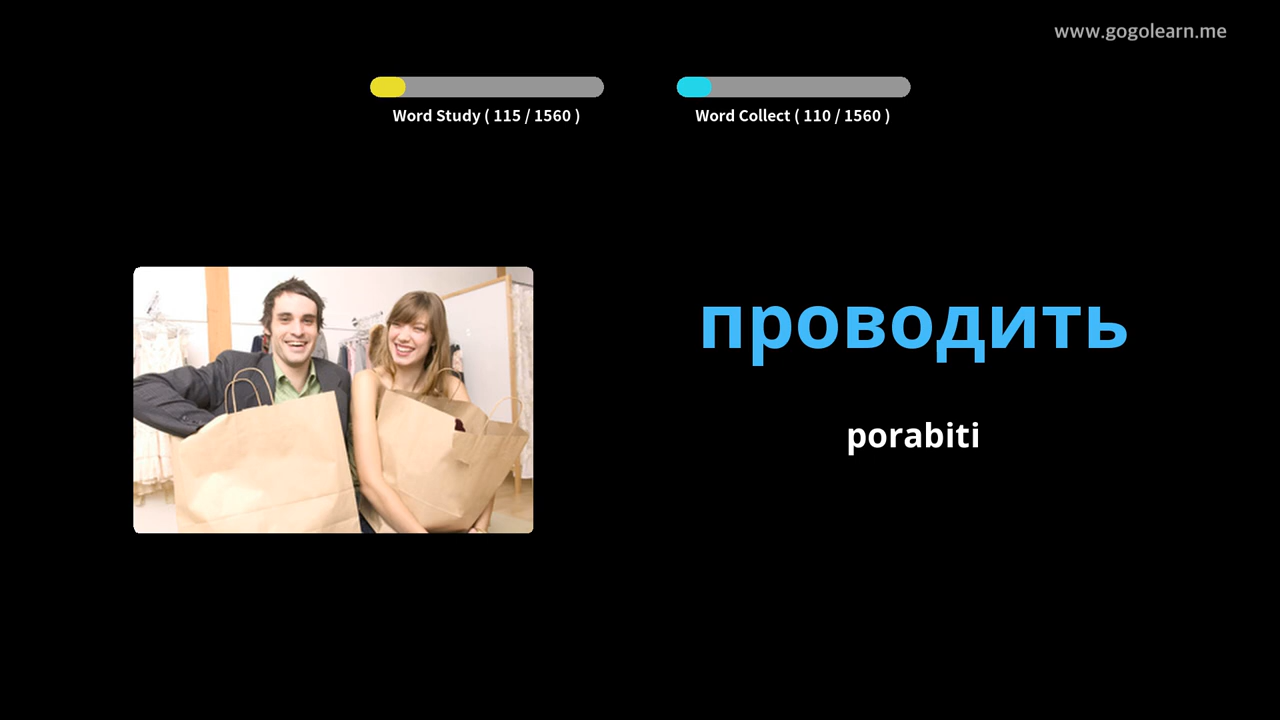 www.gogolearn.me
Word Study ( 115 / 1560 )
Word Collect ( 110 / 1560 )
проводить
porabiti